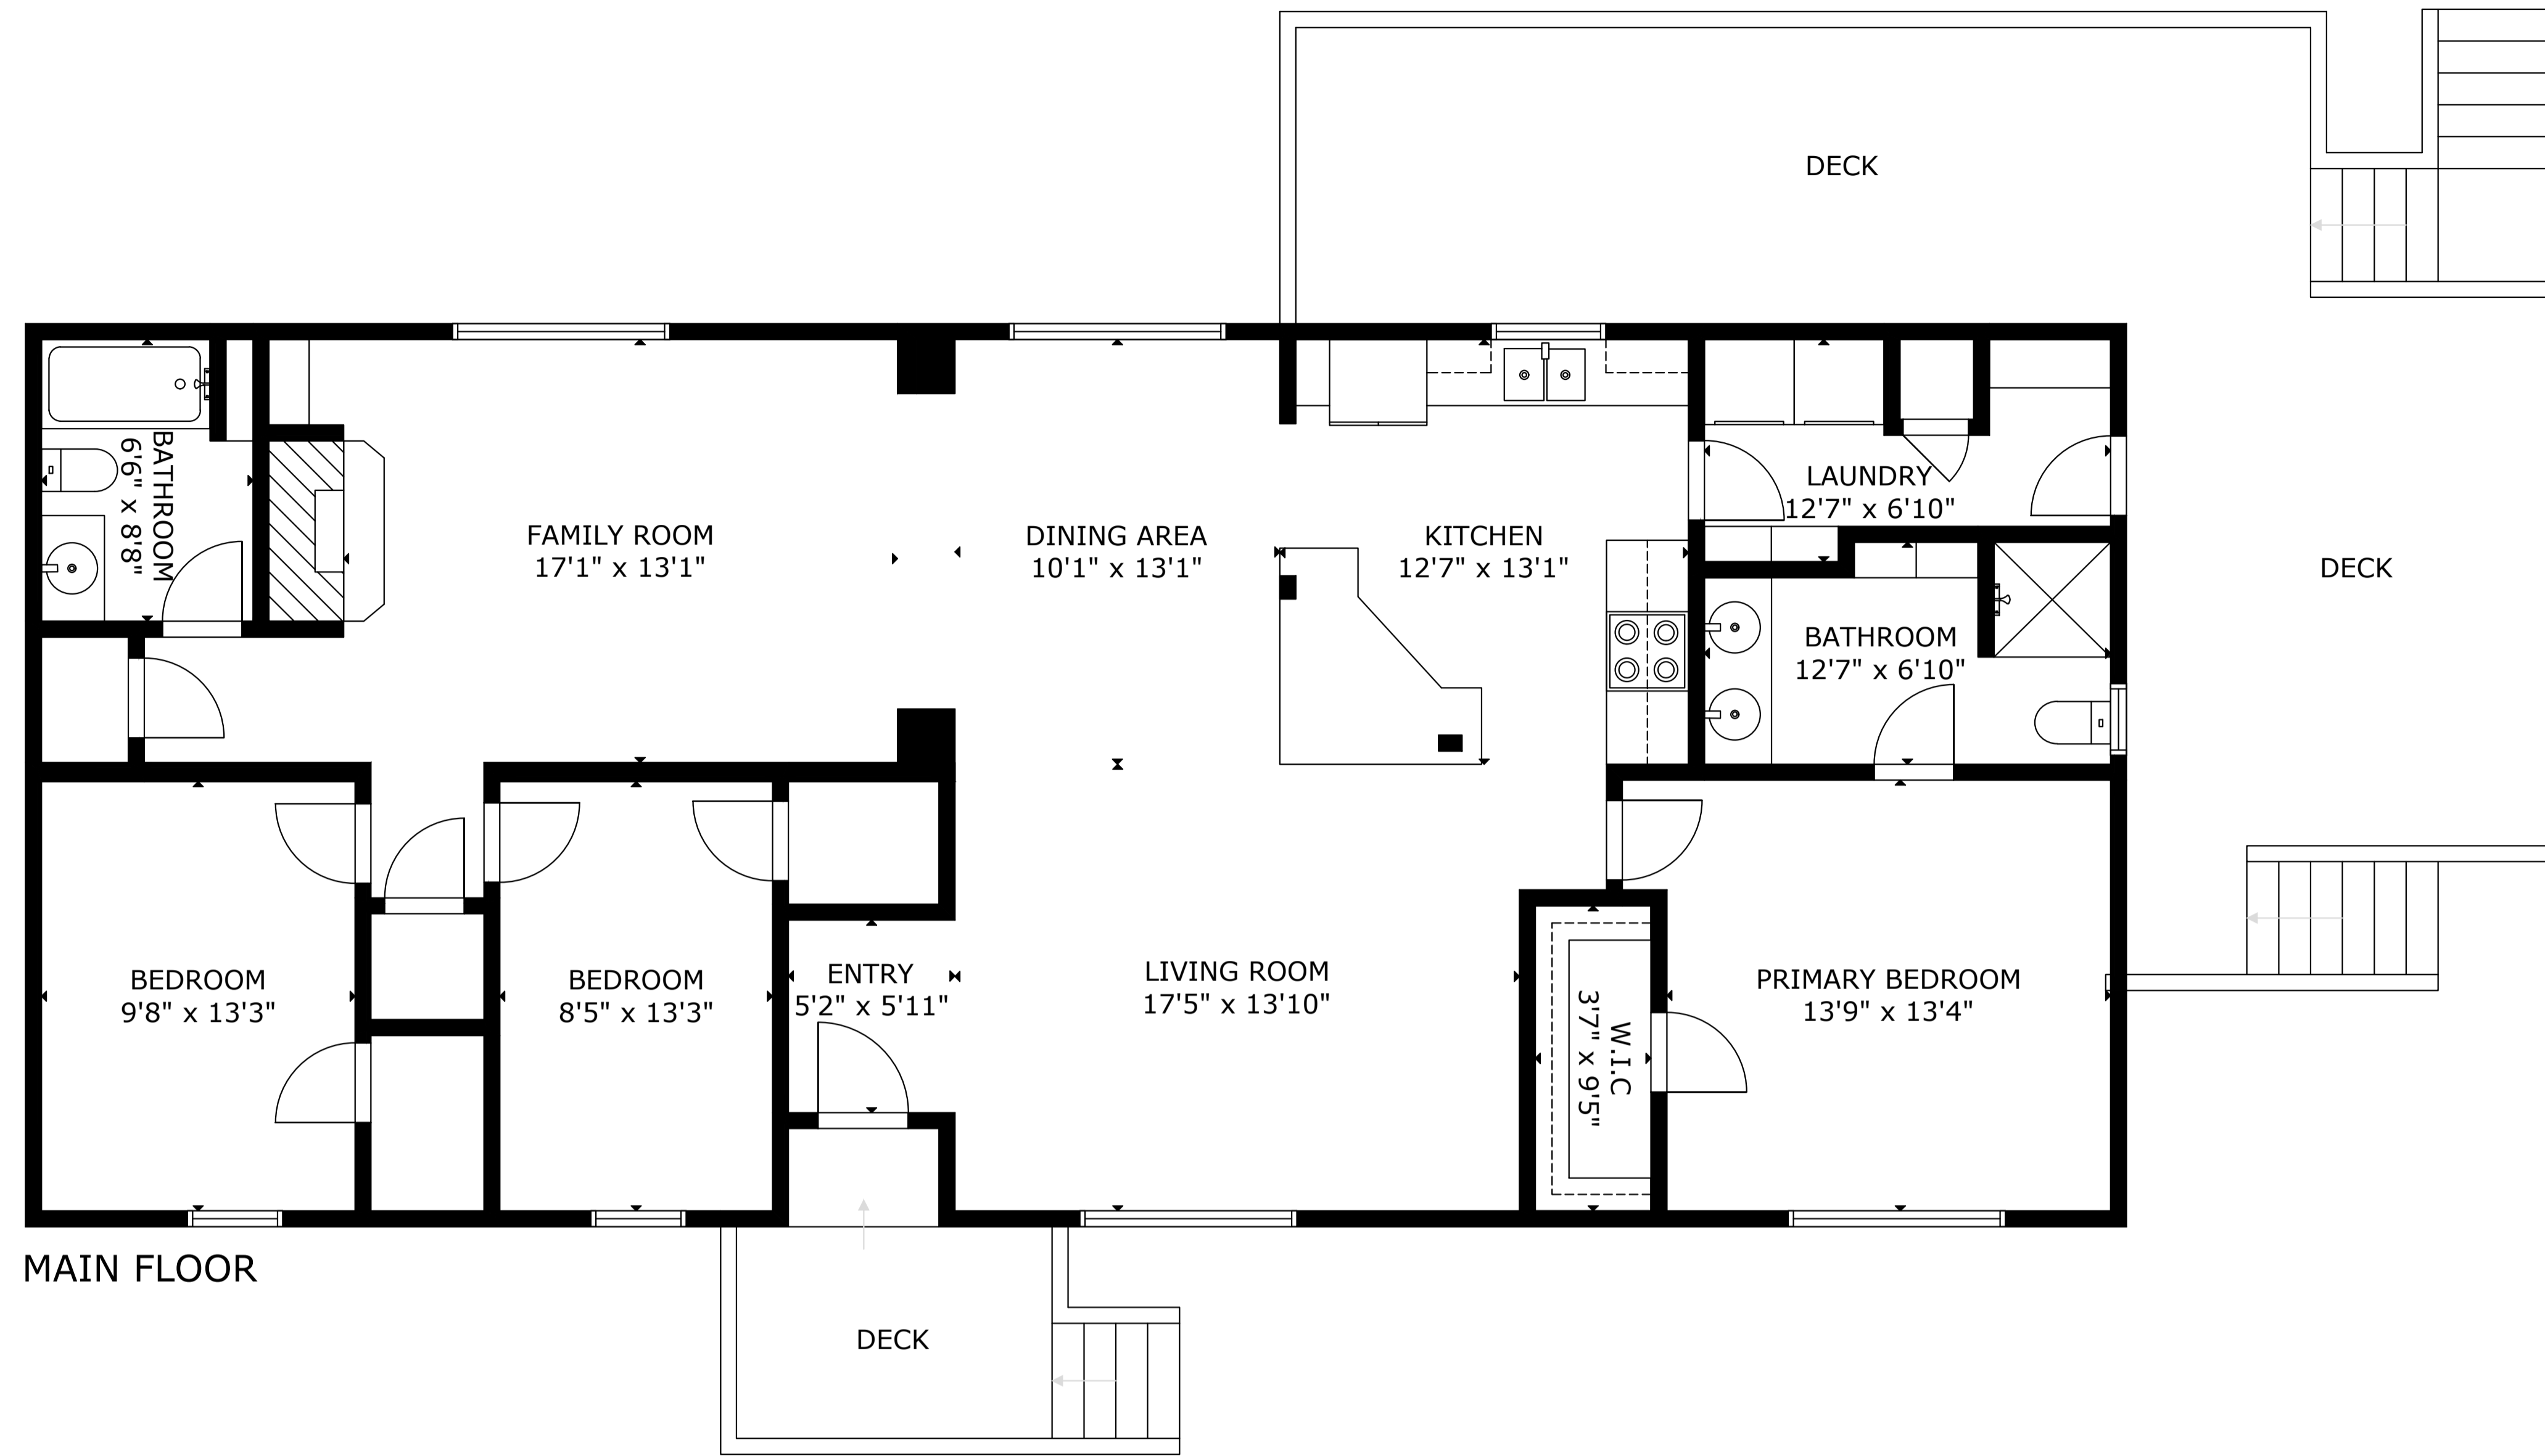 DECK
BATHROOM
6'6" x 8'8"
FAMILY ROOM
17'1" x 13'1"
DINING AREA
10'1" x 13'1"
KITCHEN
12'7" x 13'1"
LAUNDRY
12'7" x 6'10"
DECK
BATHROOM
12'7" x 6'10"
BEDROOM
9'8" x 13'3"
BEDROOM
8'5" x 13'3"
ENTRY
5'2" x 5'11"
LIVING ROOM
17'5" x 13'10"
W.I.C
3'7" x 9'5"
PRIMARY BEDROOM
13'9" x 13'4"
MAIN FLOOR
DECK